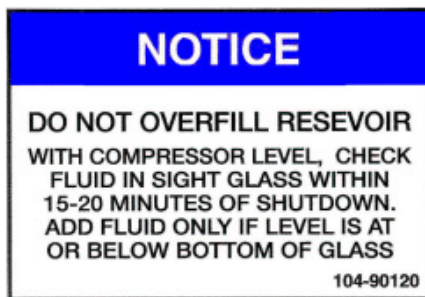 NOTICE
DO NOT OVERFILL RESEVOIR
WITH COMPRESSOR LEVEL, CHECK
FLUID IN SIGHT GLASS WITHIN
15-20 MINUTES OF SHUTDOWN.
ADD FLUID ONLY IF LEVEL IS AT
OR BELOW BOTTOM OF GLASS
104-90120